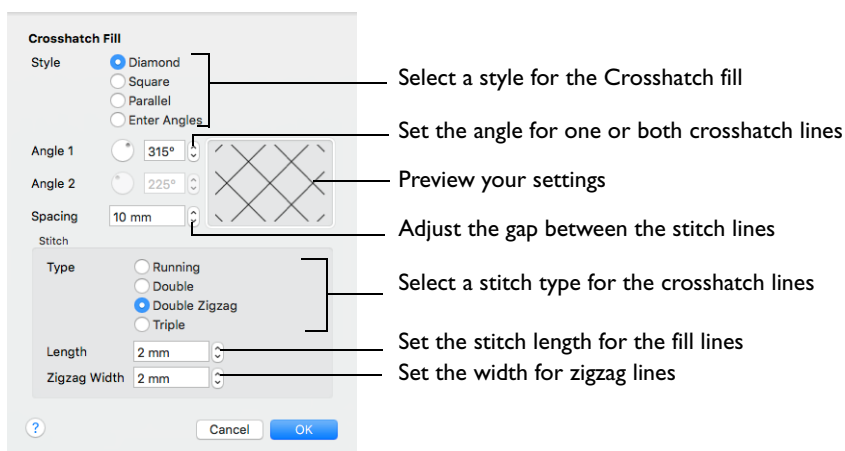 Crosshatch Fill
Style
Diamond
Square
Parallel
Enter Angles
Select a style for the Crosshatch fill
Set the angle for one or both crosshatch lines
Angle 1
315°
Angle 2
225°
Preview your settings
Spacing
10 mm
Adjust the gap between the stitch lines
Stitch
Type
Running
Double
Double Zigzag
Triple
Select a stitch type for the crosshatch lines
Length
2 mm
Set the stitch length for the fill lines
Zigzag Width
2 mm
Set the width for zigzag lines
?
Cancel
OK